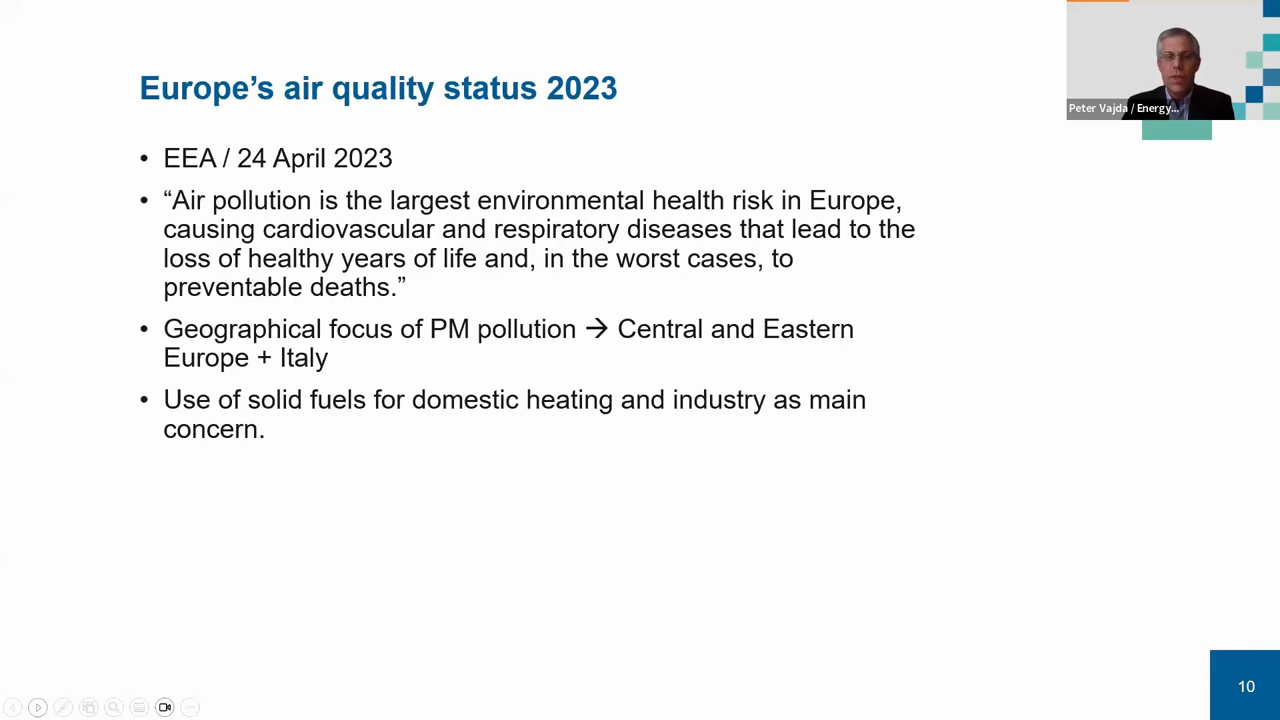 Europe’s air quality status 2023
• EEA / 24 April 2023
• “Air pollution is the largest environmental health risk in Europe,
causing cardiovascular and respiratory diseases that lead to the
loss of healthy years of life and, in the worst cases, to
preventable deaths.”
• Geographical focus of PM pollution → Central and Eastern
Europe + Italy
• Use of solid fuels for domestic heating and industry as main
concern.
Peter Vajda / Energy...
10